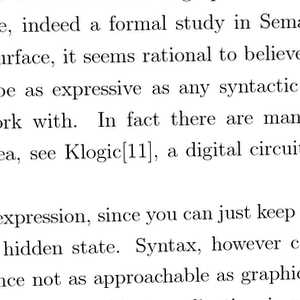 e, indeed a formal study in Sema
urface, it seems rational to believe
be as expressive as any syntactic
ork with. In fact there are man
ea, see Klogic[11], a digital circuit
expression, since you can just keep
hidden state. Syntax, however c
nce not as approachable as graphic